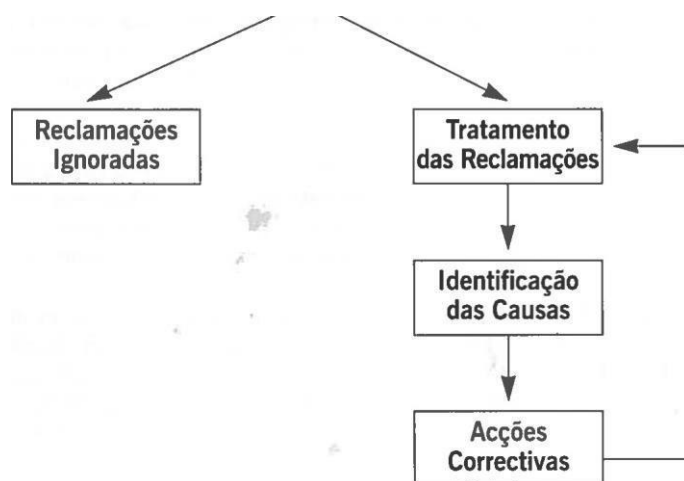 Reclamações
Ignoradas
Tratamento
das Reclamações
Identificação
das Causas
Acções
Correctivas